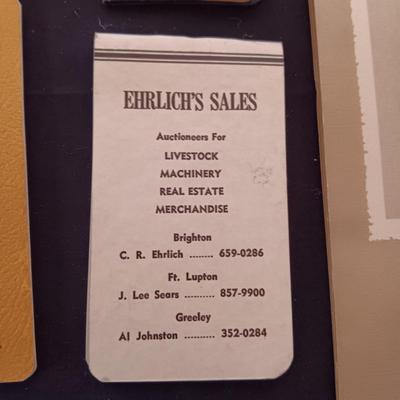 EHRLICH'S SALES
Auctioneers For
LIVESTOCK
MACHINERY
REAL ESTATE
MERCHANDISE
Brighton
C. R. Ehrlich ........ 659-0286
Ft. Lupton
J. Lee Sears .......... 857-9900
Greeley
Al Johnston .......... 352-0284